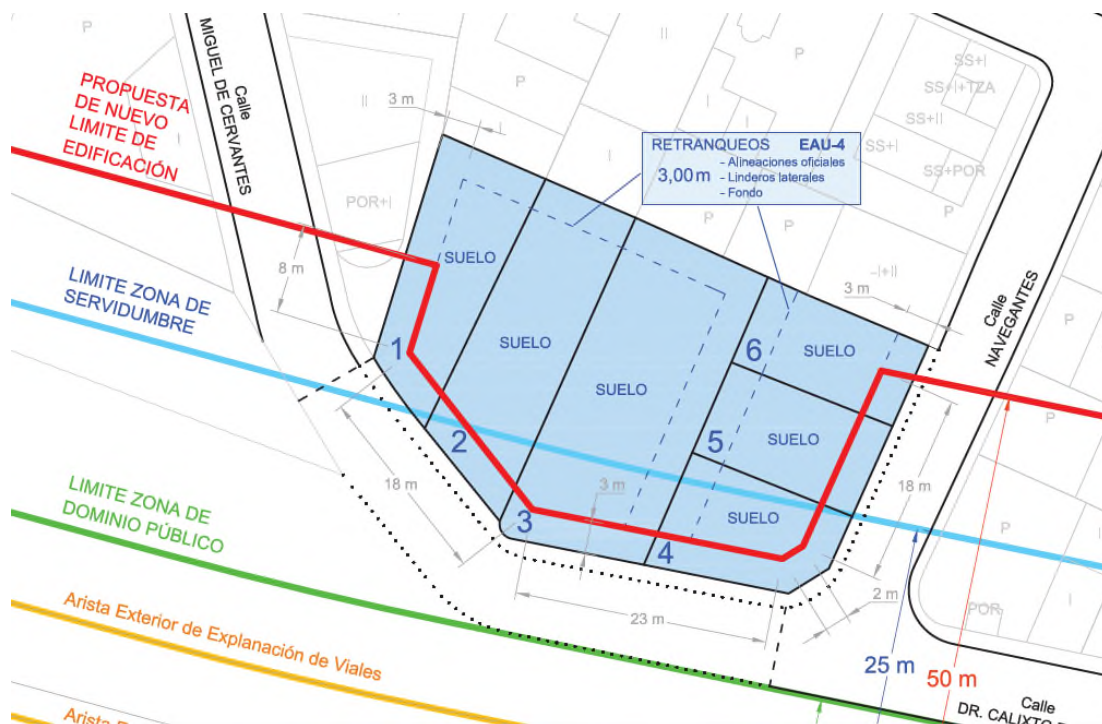 P
P
II
P
SS+I
SS+I+TZA
SS+II
SS+I
SS+POR
P
Calle
MIGUEL DE CERVANTES
3 m
P
I
I
I
P
P
PROPUESTA
DE NUEVO
LIMITE DE
EDIFICACIÓN
I
II
POR+I
RETRANQUEOS EAU-4
3,00 m
- Alineaciones oficiales
- Linderos laterales
- Fondo
-I+II
3 m
Calle
NAVEGANTES
P
P
8 m
LIMITE ZONA DE
SERVIDUMBRE
SUELO
SUELO
SUELO
SUELO
SUELO
SUELO
1
2
3
4
5
6
18 m
3 m
18 m
23 m
2 m
P
I
POR
I
LIMITE ZONA DE
DOMINIO PÚBLICO
Arista Exterior de Explanación de Viales
25 m
50 m
Calle
DR. CALIXTO